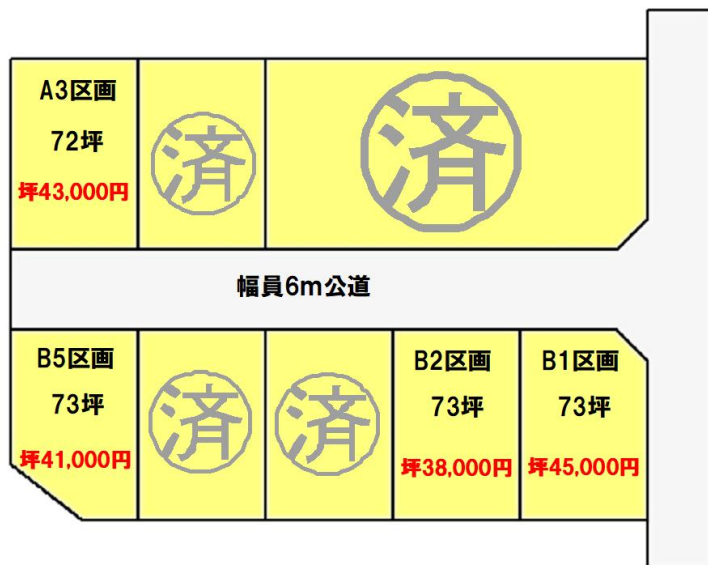 A3区画
72坪
坪43,000円
済
済
幅員6m公道
B5区画
73坪
坪41,000円
済
済
B2区画
73坪
坪38,000円
B1区画
73坪
坪45,000円